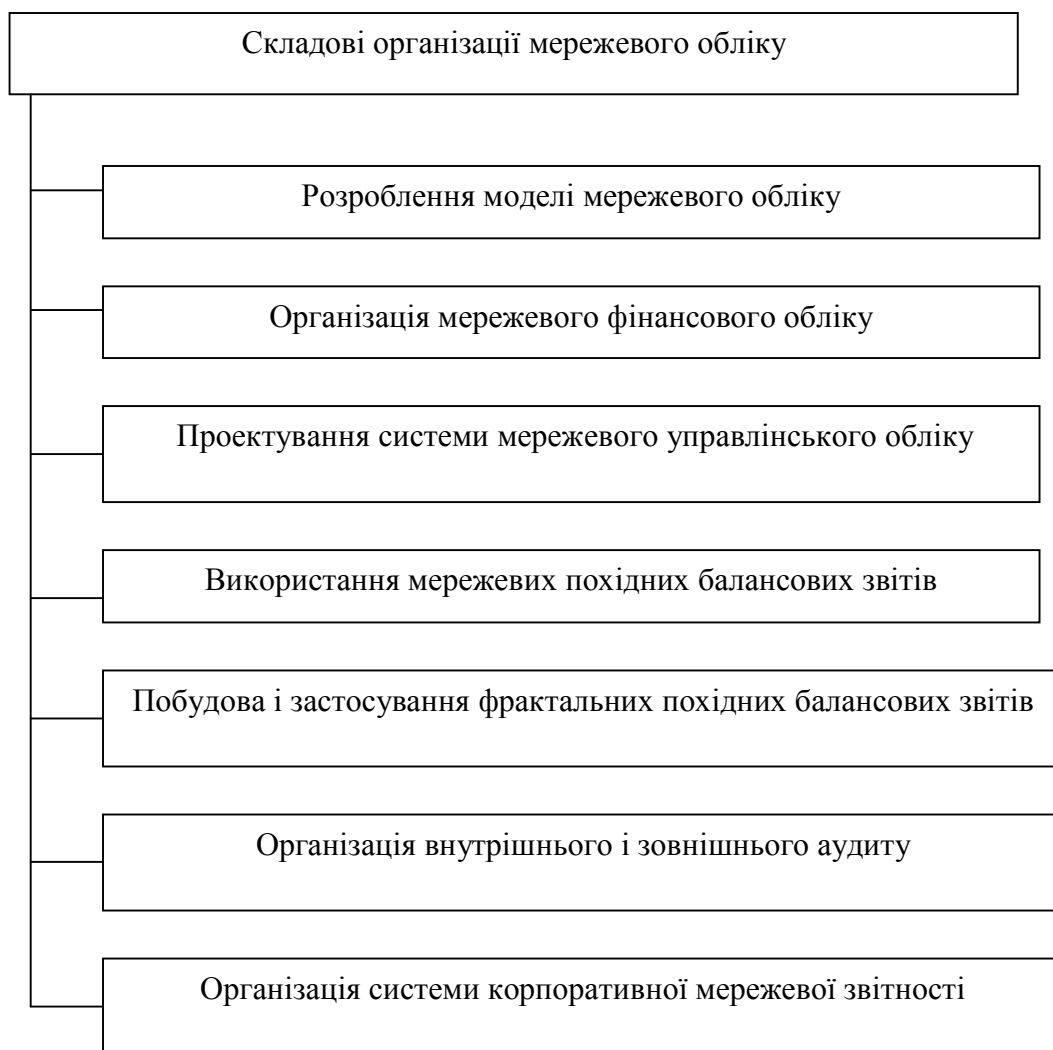 Складові організації мережевого обліку
Розроблення моделі мережевого обліку
Організація мережевого фінансового обліку
Проектування системи мережевого управлінського обліку
Використання мережевих похідних балансових звітів
Побудова і застосування фрактальних похідних балансових звітів
Організація внутрішнього і зовнішнього аудиту
Організація системи корпоративної мережевої звітності